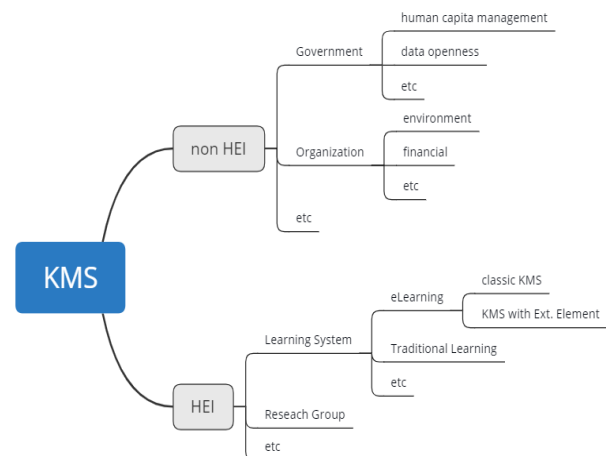 human capita management
Government
data openness
etc
environment
non HEI
Organization
financial
etc
etc
KMS
classic KMS
eLearning
KMS with Ext. Element
Learning System
Traditional Learning
etc
HEI
Reseach Group
etc